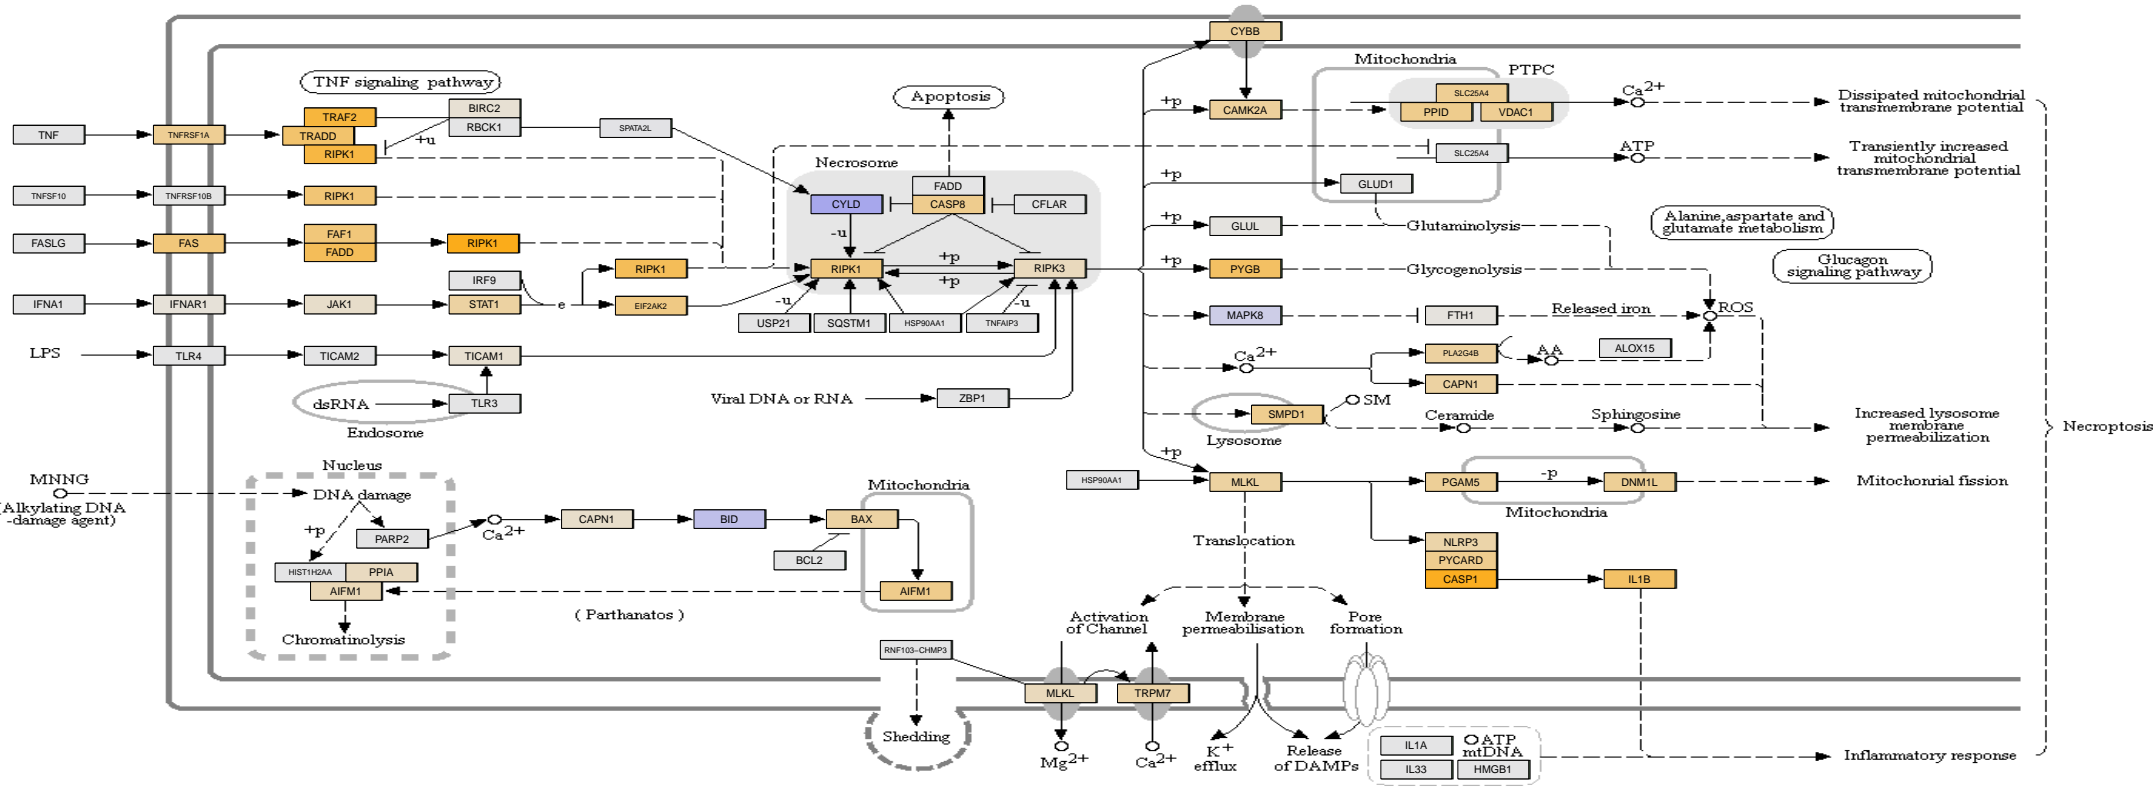 CYBB
Mitochondria
PTPC
TNF signaling pathway
Apoptosis
SLC25A4
Ca2+
Dissipated mitochondrial
transmembrane potential
BIRC2
TRAF2
CAMK2A
+p
PPID
VDAC1
TNF
TNFRSF1A
TRADD
RBCK1
SPATA2L
+u
RIPK1
ATP
Transiently increased
mitochondrial
transmembrane potential
SLC25A4
Necrosome
FADD
+p
GLUD1
TNFSF10
TNFRSF10B
RIPK1
CYLD
CASP8
CFLAR
Alanine,aspartate and
glutamate metabolism
+p
GLUL
Glutaminolysis
-u
FASLG
FAS
FAF1
FADD
RIPK1
Glucagon
signaling pathway
RIPK1
RIPK1
+p
+p
RIPK3
+p
PYGB
Glycogenolysis
IRF9
IFNA1
IFNAR1
JAK1
STAT1
e
EIF2AK2
-u
-u
USP21
SQSTM1
HSP90AA1
TNFAIP3
MAPK8
FTH1
Released iron
ROS
LPS
TLR4
TICAM2
TICAM1
Ca2+
PLA2G4B
AA
ALOX15
CAPN1
dsRNA
TLR3
Endosome
Viral DNA or RNA
ZBP1
SMPD1
SM
Lysosome
Ceramide
Sphingosine
Increased lysosome
membrane
permeabilization
Necroptosis
+p
Nucleus
MNNG
(Alkylating DNA
-damage agent)
DNA damage
Mitochondria
HSP90AA1
MLKL
PGAM5
-p
DNM1L
Mitochonrial fission
Mitochondria
+p
PARP2
Ca2+
CAPN1
BID
BAX
BCL2
Translocation
NLRP3
PYCARD
CASP1
IL1B
HIST1H2AA
PPIA
AIFM1
AIFM1
( Parthanatos )
Chromatinolysis
Activation
of Channel
Membrane
permeabilisation
Pore
formation
RNF103-CHMP3
MLKL
TRPM7
Shedding
Mg2+
Ca2+
K+
efflux
Release
of DAMPs
IL1A
ATP
mtDNA
IL33
HMGB1
Inflammatory response